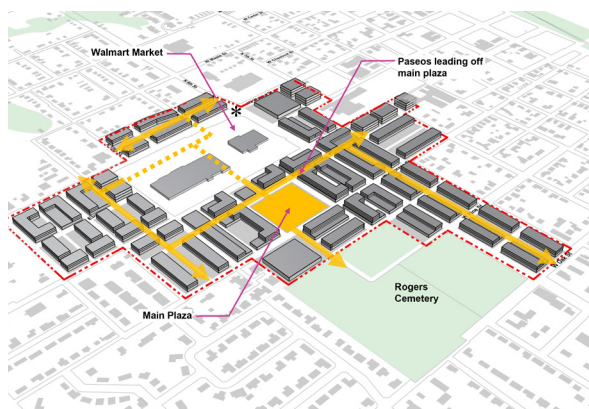 Walmart Market
*
Paseos leading off
main plaza
Rogers
Cemetery
Main Plaza